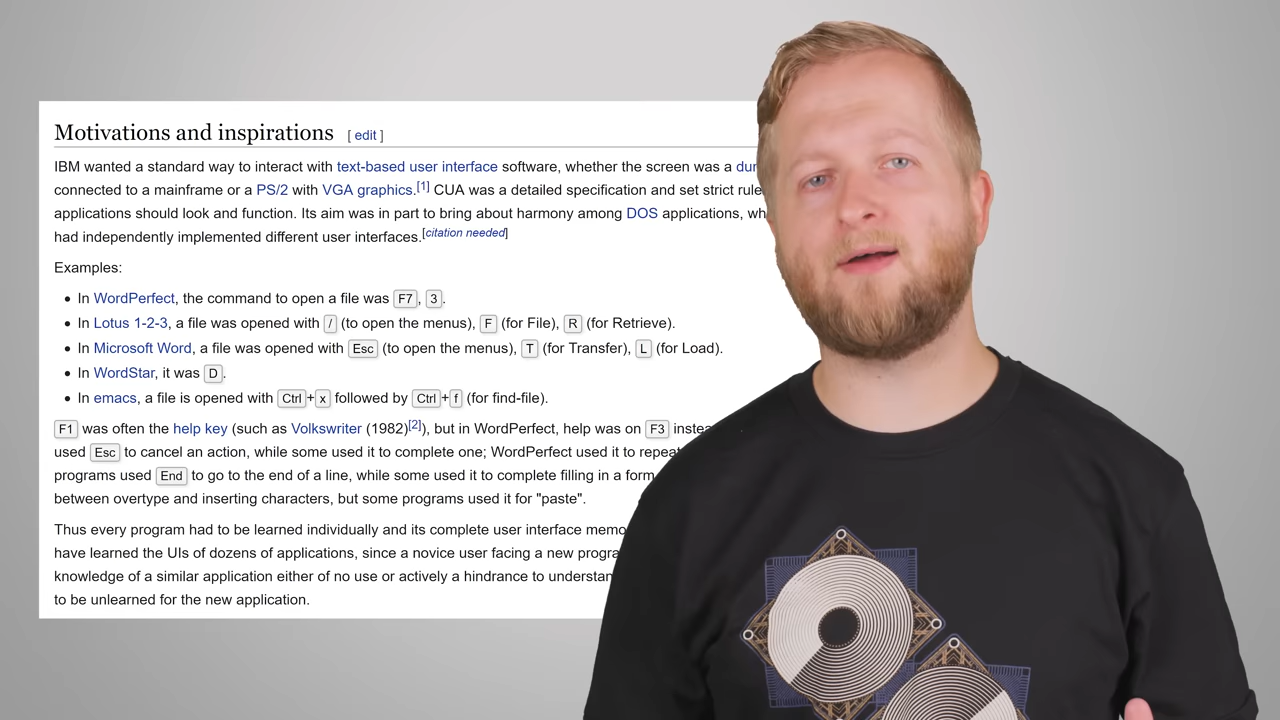 Motivations and inspirations [ edit ]
IBM wanted a standard way to interact with text-based user interface software, whether the screen was a
connected to a mainframe or a PS/2 with VGA graphics.[1] CUA was a detailed specification and set strict
applications should look and function. Its aim was in part to bring about harmony among DOS applications,
had independently implemented different user interfaces.[citation needed]
Examples:
• In WordPerfect, the command to open a file was F7, 3.
• In Lotus 1-2-3, a file was opened with / (to open the menus), F (for File), R (for Retrieve).
• In Microsoft Word, a file was opened with Esc (to open the menus), T (for Transfer), L (for Load).
• In WordStar, it was D.
• In emacs, a file is opened with Ctrl+x followed by Ctrl+f (for find-file).
F1 was often the help key (such as Volkswriter (1982)[2]), but in WordPerfect, help was on F3
used Esc to cancel an action, while some used it to complete one; WordPerfect used it to repeat
programs used End to go to the end of a line, while some used it to complete filling in a form
between overtype and inserting characters, but some programs used it for "paste".
Thus every program had to be learned individually and its complete user interface
have learned the UIs of dozens of applications, since a novice user facing a new
knowledge of a similar application either of no use or actively a hindrance to
to be unlearned for the new application.